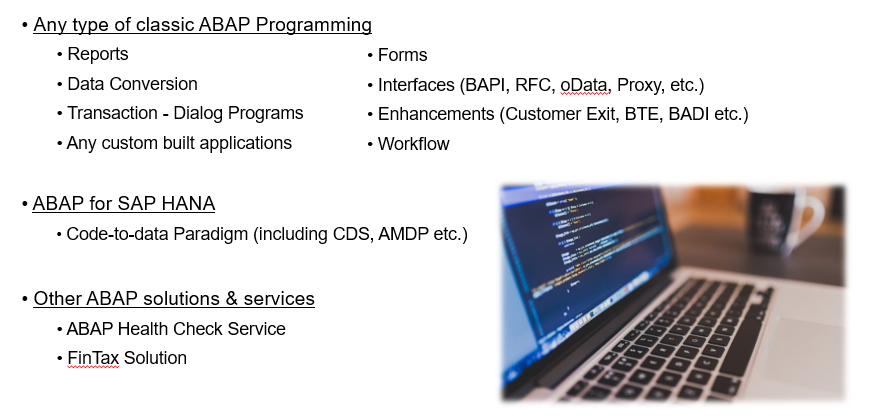 • Any type of classic ABAP Programming
• Reports
• Data Conversion
• Transaction - Dialog Programs
• Any custom built applications
• Forms
• Interfaces (BAPI, RFC, oData, Proxy, etc.)
• Enhancements (Customer Exit, BTE, BADI etc.)
• Workflow
• ABAP for SAP HANA
• Code-to-data Paradigm (including CDS, AMDP etc.)
• Other ABAP solutions & services
• ABAP Health Check Service
• FinTax Solution